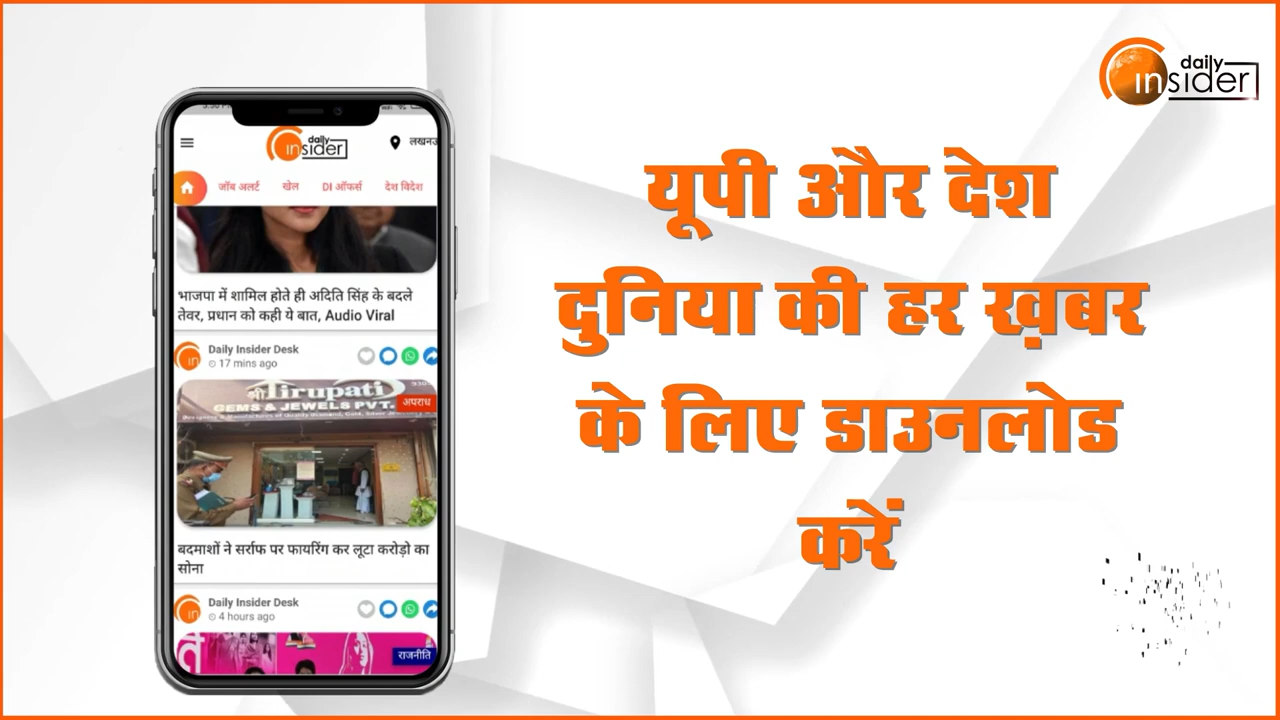 daily
insider
यूपी और देश
दुनिया की हर ख़बर
के लिए डाउनलोड
करें
daily
insider
लखनऊ
जॉब अलर्ट खेल DI ऑफर्स देश विदेश
भाजपा में शामिल होते ही अदिति सिंह के बदले
तेवर, प्रधान को कही ये बात, Audio Viral
Daily Insider Desk
17 mins ago
श्री Tirupati
GEMS & JEWELS PVT.
अपराध
बदमाशों ने सर्राफ पर फायरिंग कर लूटा करोड़ो का
सोना
Daily Insider Desk
4 hours ago
राजनीति